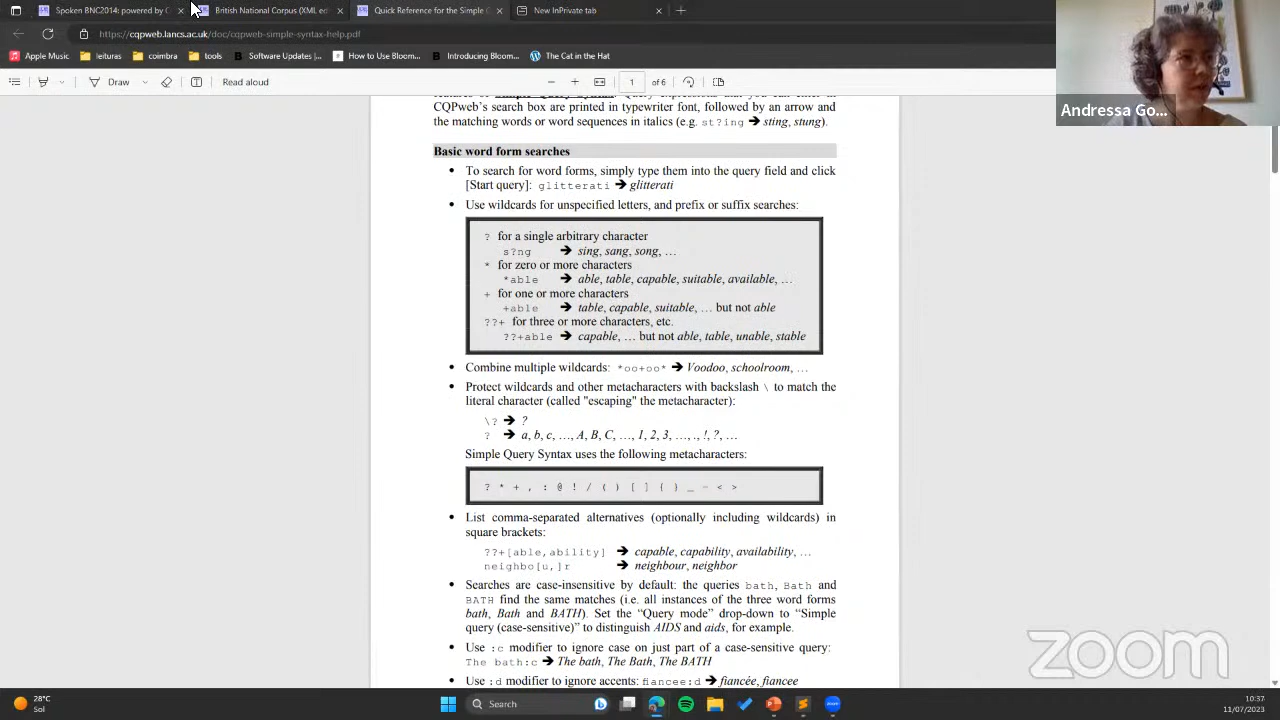 Spoken BNC2014: powered by C
British National Corpus (XML ed
Quick Reference for the Simple C
New InPrivate tab
https://cqpweb.lancs.ac.uk/doc/cqpweb-simple-syntax-help.pdf
Apple Music
leituras
coimbra
tools
Software Updates |...
How to Use Bloom...
Introducing Bloom...
The Cat in the Hat
Draw
Read aloud
1 of 6
CQPweb's search box are printed in typewriter font, followed by an arrow and
the matching words or word sequences in italics (e.g. st?ing ➔ sting, stung).
Basic word form searches
• To search for word forms, simply type them into the query field and click
[Start query]: glitterati ➔ glitterati
• Use wildcards for unspecified letters, and prefix or suffix searches:
? for a single arbitrary character
s?ng ➔ sing, sang, song, …
* for zero or more characters
*able ➔ able, table, capable, suitable, available, …
+ for one or more characters
+able ➔ table, capable, suitable, … but not able
??+ for three or more characters, etc.
??+able ➔ capable, … but not able, table, unable, stable
• Combine multiple wildcards: *oo+oo* ➔ Voodoo, schoolroom, …
• Protect wildcards and other metacharacters with backslash \ to match the
literal character (called "escaping" the metacharacter):
\? ➔ ?
? ➔ a, b, c, …, A, B, C, …, 1, 2, 3, …, ., !, ?, …
Simple Query Syntax uses the following metacharacters:
? * + , : @ ! / ( ) [ ] { } _ - < >
• List comma-separated alternatives (optionally including wildcards) in
square brackets:
??+[able,ability] ➔ capable, capability, availability, …
neighbo[u,]r ➔ neighbour, neighbor
• Searches are case-insensitive by default: the queries bath, Bath and
BATH find the same matches (i.e. all instances of the three word forms
bath, Bath and BATH). Set the “Query mode” drop-down to “Simple
query (case-sensitive)” to distinguish AIDS and aids, for example.
• Use :c modifier to ignore case on just part of a case-sensitive query:
The bath:c ➔ The bath, The Bath, The BATH
• Use :d modifier to ignore accents: fiancee:d ➔ fiancée, fiancee
Andressa Go...
zoom
28°C
Sol
Search
10:37
11/07/2023